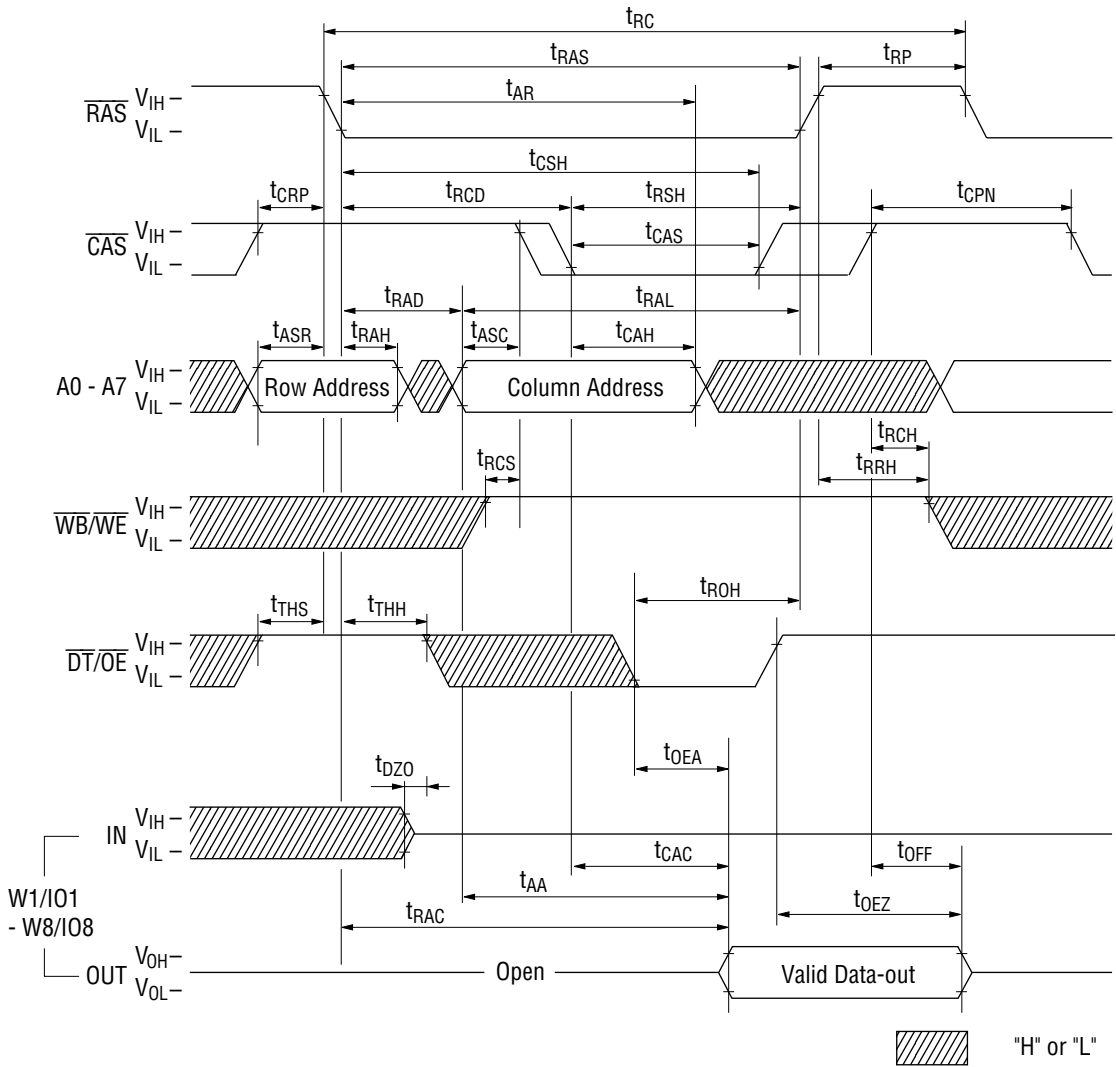 tRC
tRAS
tRP
tAR
RAS
VIH
VIL
tCSH
tCRP
tRCD
tRSH
tCPN
CAS
VIH
VIL
tCAS
tRAD
tRAL
tASR
tRAH
tASC
tCAH
A0 - A7
VIH
VIL
Row Address
Column Address
tRCH
tRCS
tRRH
WB/WE
VIH
VIL
tROH
tTHS
tTHH
DT/OE
VIH
VIL
tOEA
tDZO
IN
VIH
VIL
tCAC
tOFF
tAA
tOEZ
W1/IO1
- W8/IO8
tRAC
OUT
VOH
VOL
Open
Valid Data-out
"H" or "L"